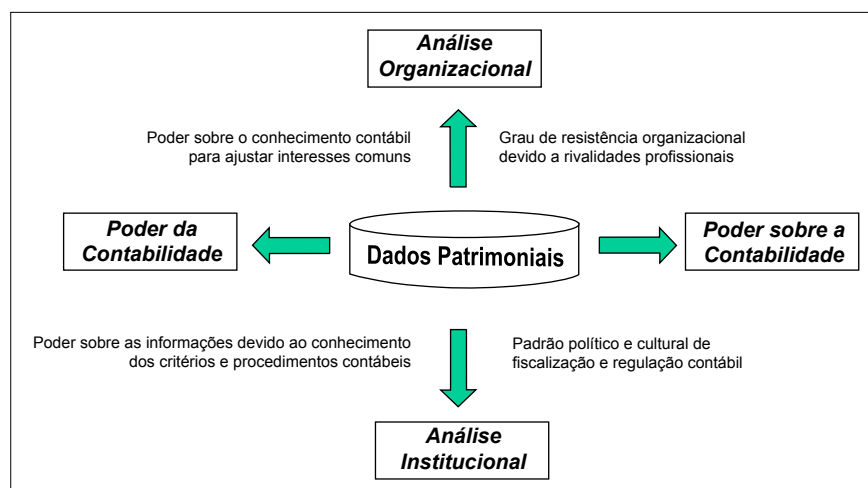 Análise
Organizacional
Poder sobre o conhecimento contábil
para ajustar interesses comuns
Grau de resistência organizacional
devido a rivalidades profissionais
Poder da
Contabilidade
Dados Patrimoniais
Poder sobre a
Contabilidade
Poder sobre as informações devido ao conhecimento
dos critérios e procedimentos contábeis
Padrão político e cultural de
fiscalização e regulação contábil
Análise
Institucional